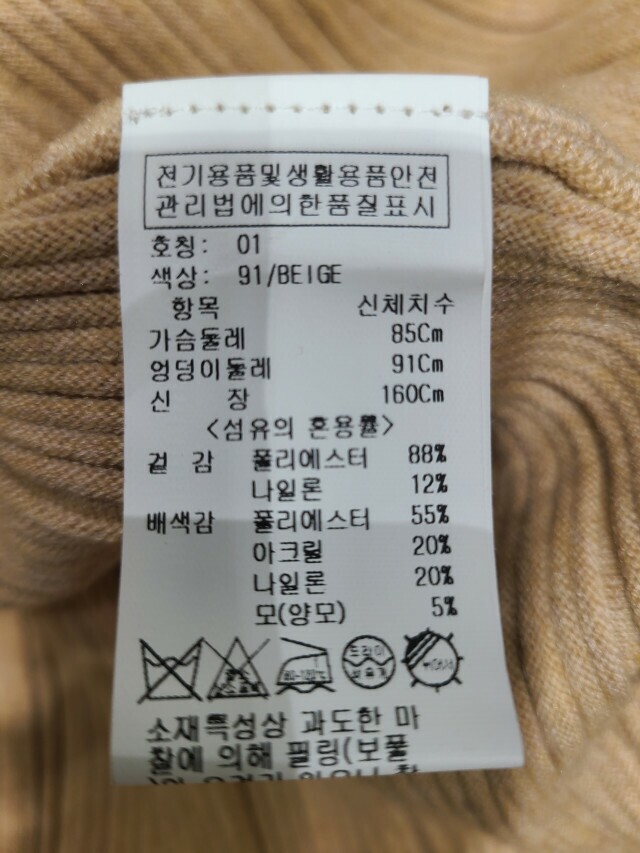 전기용품및생활용품안전
관리법에의한품질표시
호칭: 01
색상: 91/BEIGE
항목 신체치수
가슴둘레 85Cm
엉덩이둘레 91Cm
신 장 160Cm
<섬유의 혼용률>
겉 감 폴리에스터 88%
나일론 12%
배색감 폴리에스터 55%
아크릴 20%
나일론 20%
모(양모) 5%
드라이
소재특성상 과도한 마
찰에 의해 필링(보풀